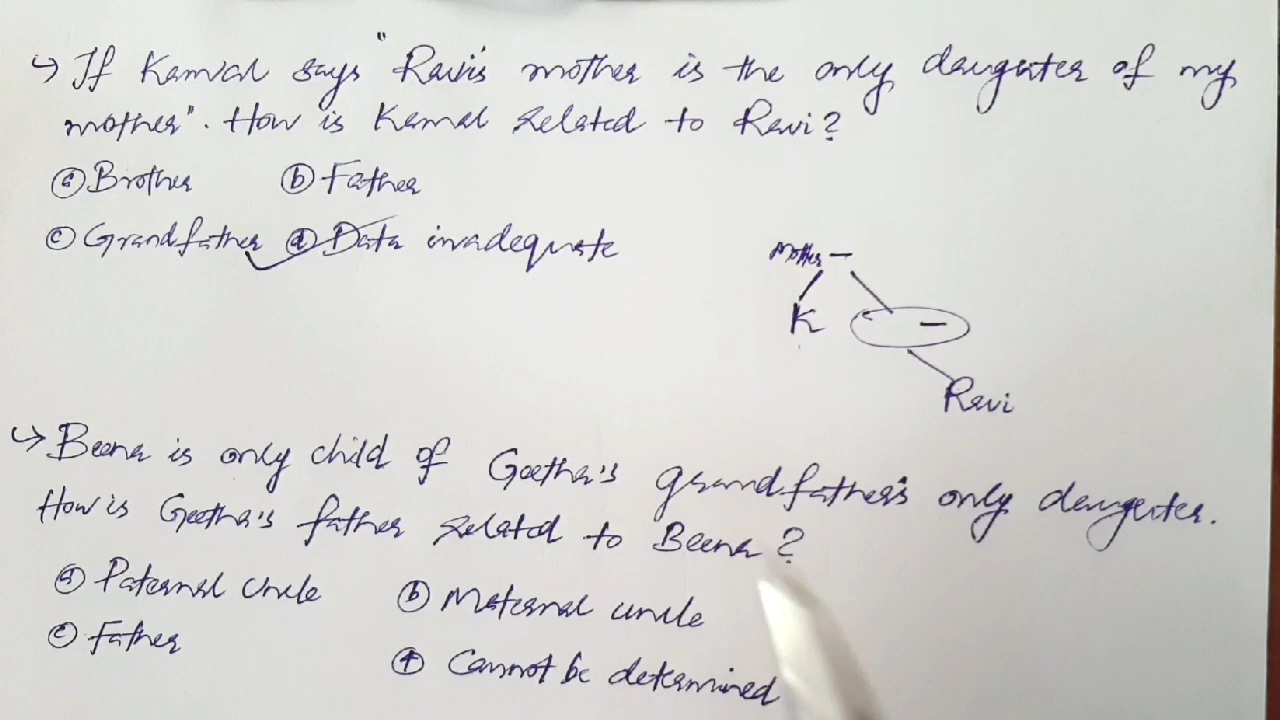 ↪ If Kamal says "Ravi's mother is the only daughter of my
mother". How is Kamal related to Ravi?
ⓐ Brother ⓑ Father
ⓒ Grandfather ⓓ Data inadequate
Mother —
K —
Ravi
↪ Beena is only child of Geetha's grandfather's only daughter.
How is Geetha's father related to Beena?
ⓐ Paternal uncle ⓑ Maternal uncle
ⓒ Father ⓓ Cannot be determined